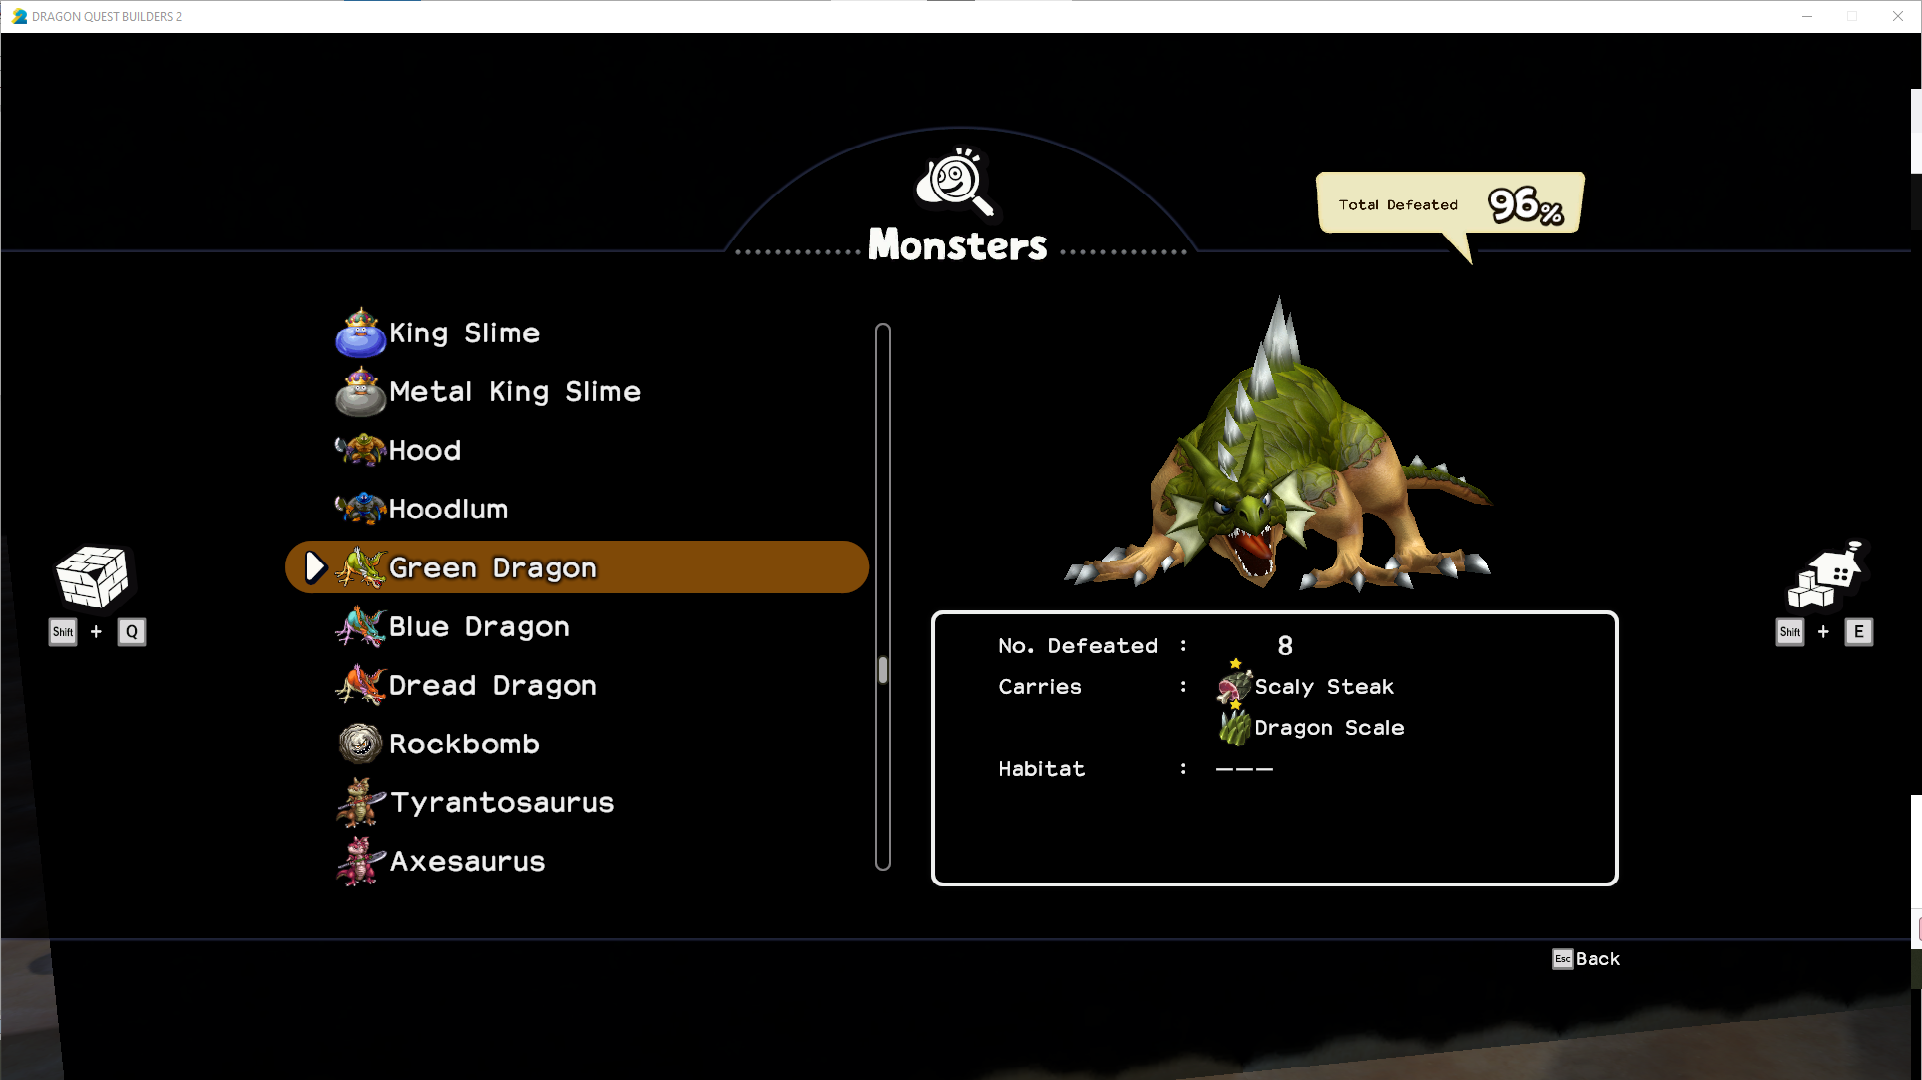 DRAGON QUEST BUILDERS 2
Total Defeated 96%
Monsters
King Slime
Metal King Slime
Hood
Hoodlum
Green Dragon
Blue Dragon
Dread Dragon
Rockbomb
Tyrantosaurus
Axesaurus
Shift + Q
No. Defeated : 8
Carries : Scaly Steak
Dragon Scale
Habitat : ———
Shift + E
Esc Back